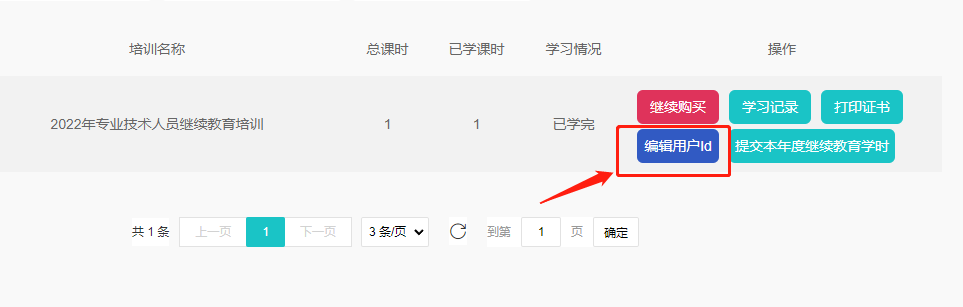 培训名称 总课时 已学课时 学习情况 操作
继续购买 学习记录 打印证书
2022年专业技术人员继续教育培训 1 1 已学完
编辑用户Id 提交本年度继续教育学时
共 1 条 上一页 1 下一页 3 条/页 到第 1 页 确定